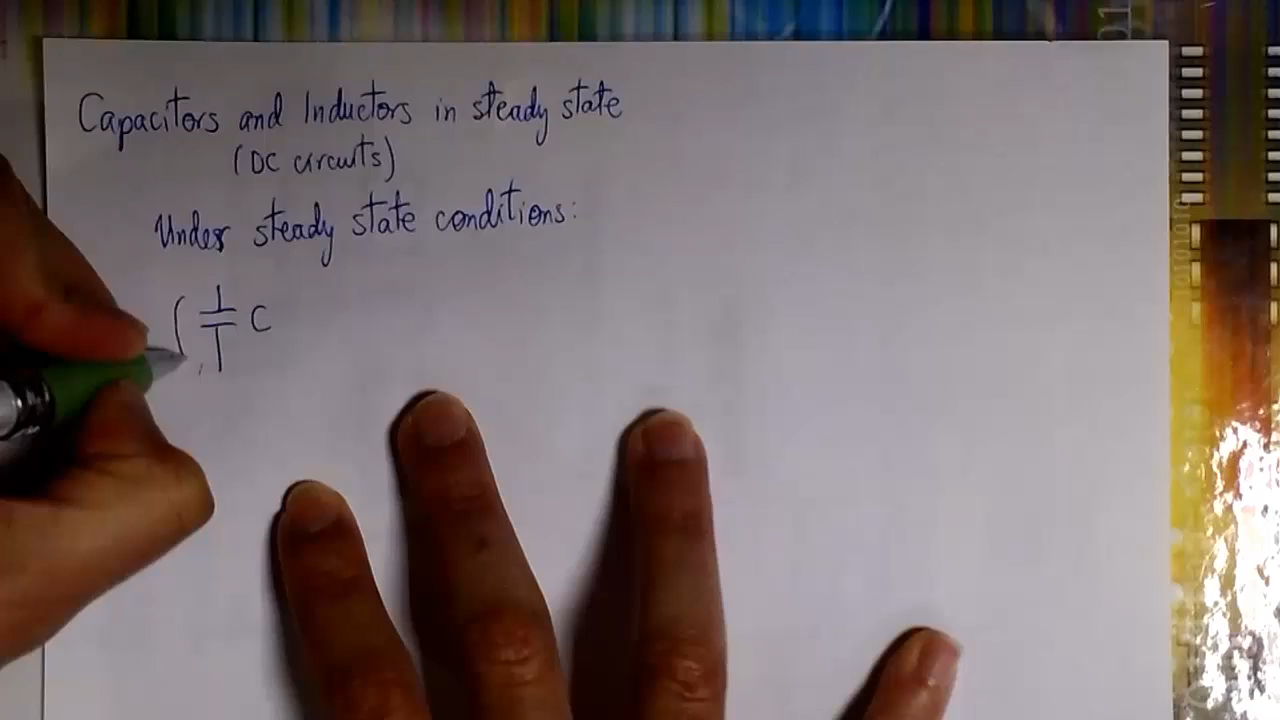 Capacitors and Inductors in steady state
(DC circuits)
Under steady state conditions:
C